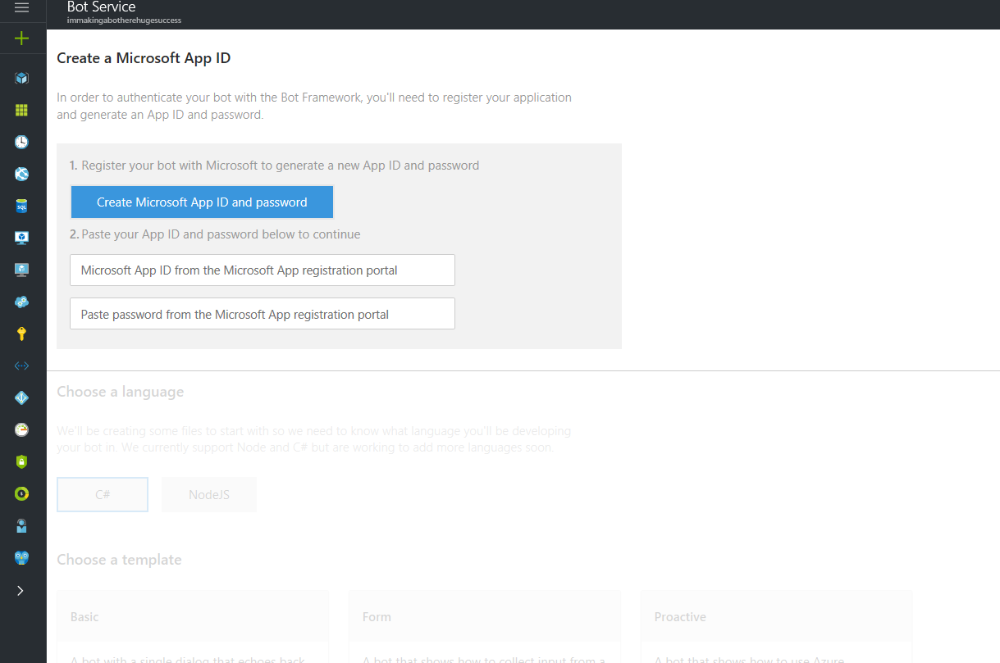 Bot Service
immakingabotherehugesuccess
Create a Microsoft App ID
In order to authenticate your bot with the Bot Framework, you'll need to register your application
and generate an App ID and password.
1. Register your bot with Microsoft to generate a new App ID and password
Create Microsoft App ID and password
2. Paste your App ID and password below to continue
Microsoft App ID from the Microsoft App registration portal
Paste password from the Microsoft App registration portal
Choose a language
We'll be creating some files to start with so we need to know what language you'll be developing
your bot in. We currently support Node and C# but are working to add more languages soon.
C# NodeJS
Choose a template
Basic Form Proactive
A bot with a single dialog that echoes back A bot that shows how to collect input from a A bot that shows how to use Azure
SQL